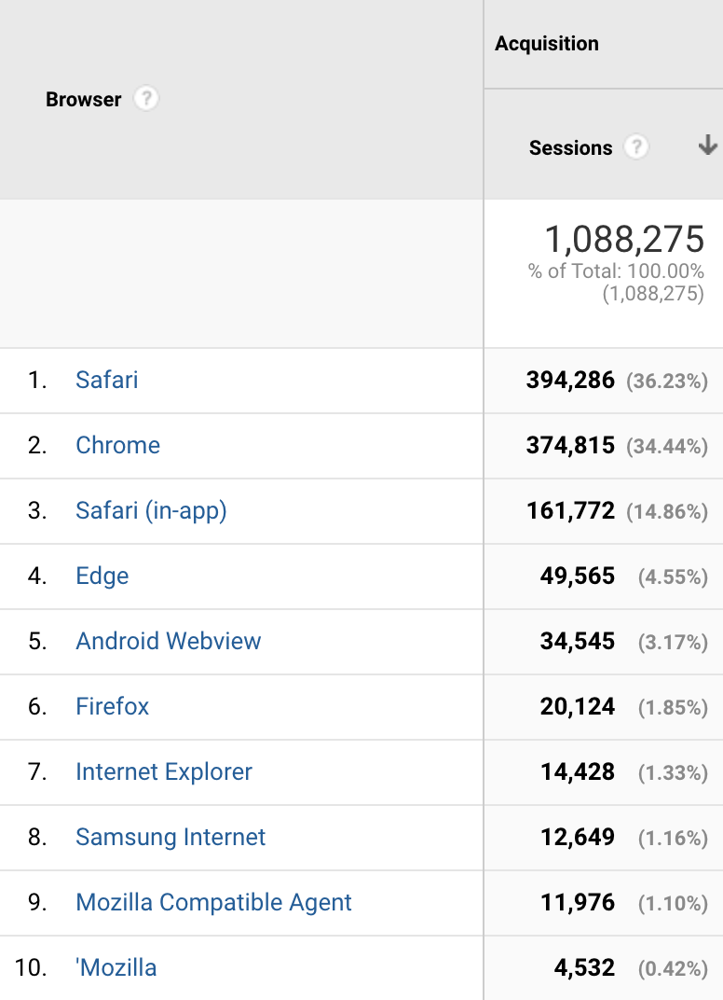 Acquisition
Browser ?
Sessions ?
1,088,275
% of Total: 100.00%
(1,088,275)
1. Safari 394,286 (36.23%)
2. Chrome 374,815 (34.44%)
3. Safari (in-app) 161,772 (14.86%)
4. Edge 49,565 (4.55%)
5. Android Webview 34,545 (3.17%)
6. Firefox 20,124 (1.85%)
7. Internet Explorer 14,428 (1.33%)
8. Samsung Internet 12,649 (1.16%)
9. Mozilla Compatible Agent 11,976 (1.10%)
10. 'Mozilla 4,532 (0.42%)